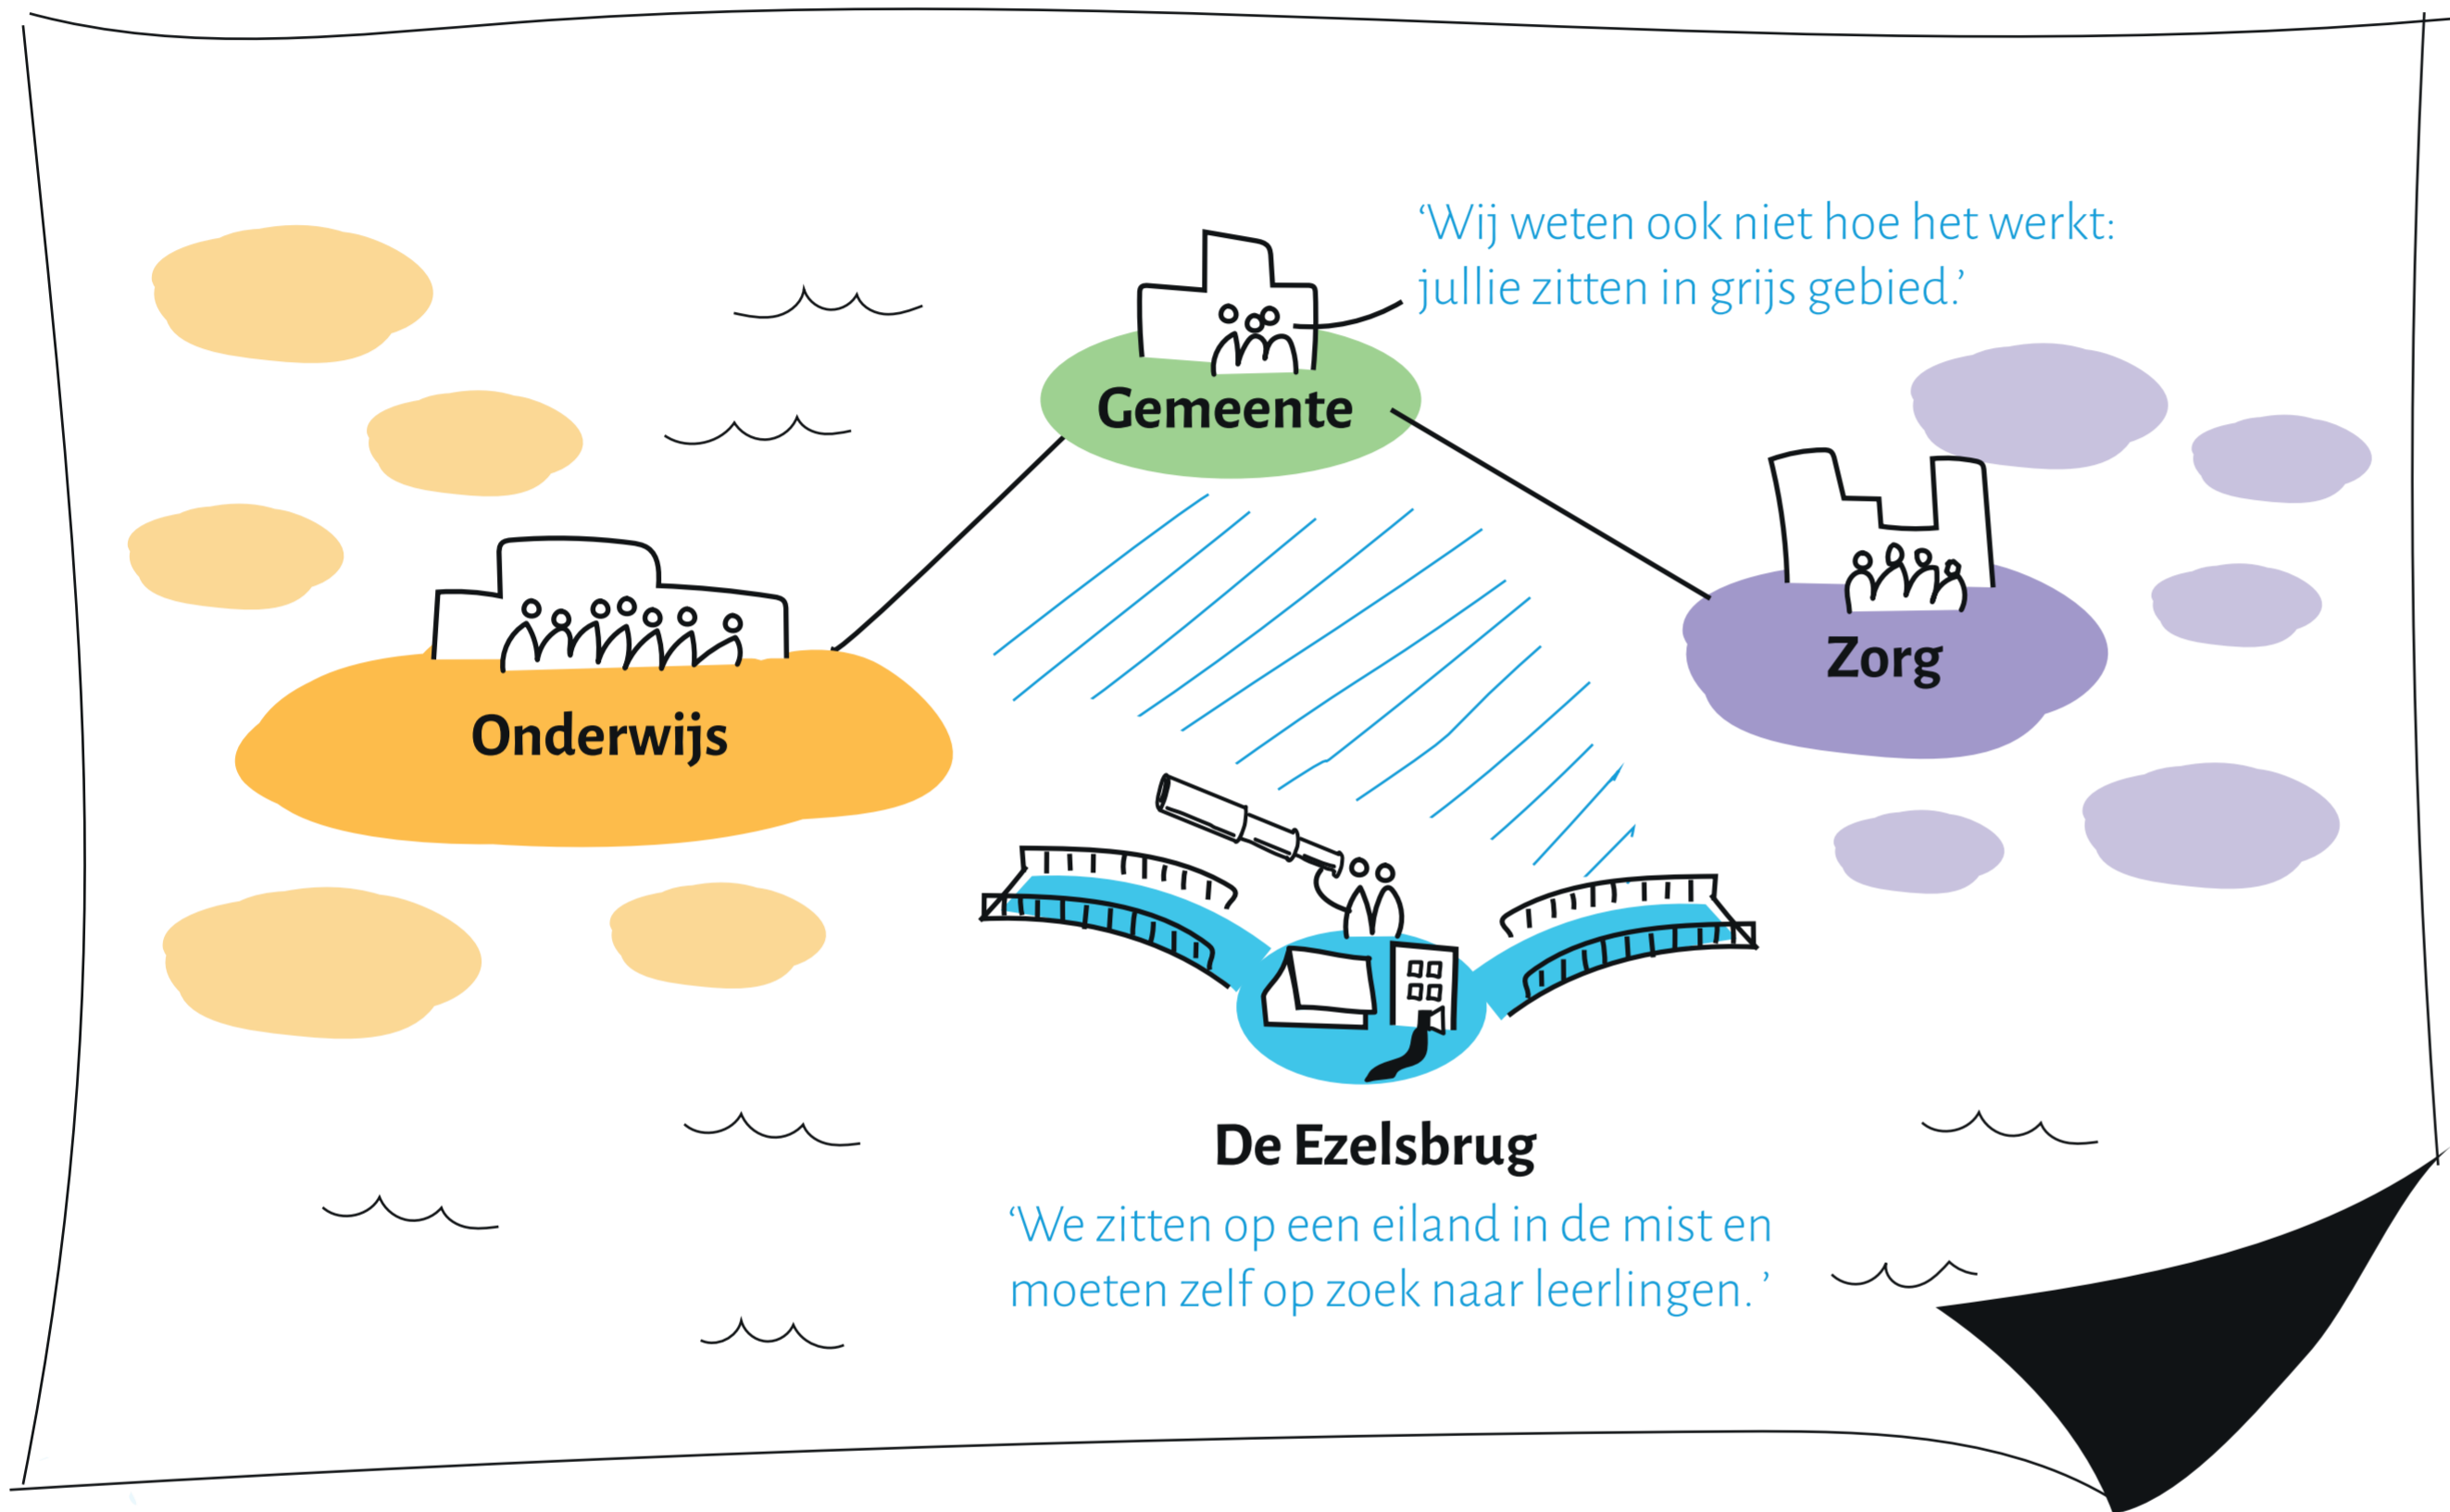 ‘Wij weten ook niet hoe het werkt:
jullie zitten in grijs gebied.’
Gemeente
Zorg
Onderwijs
De Ezelsbrug
‘We zitten op een eiland in de mist en
moeten zelf op zoek naar leerlingen. ’